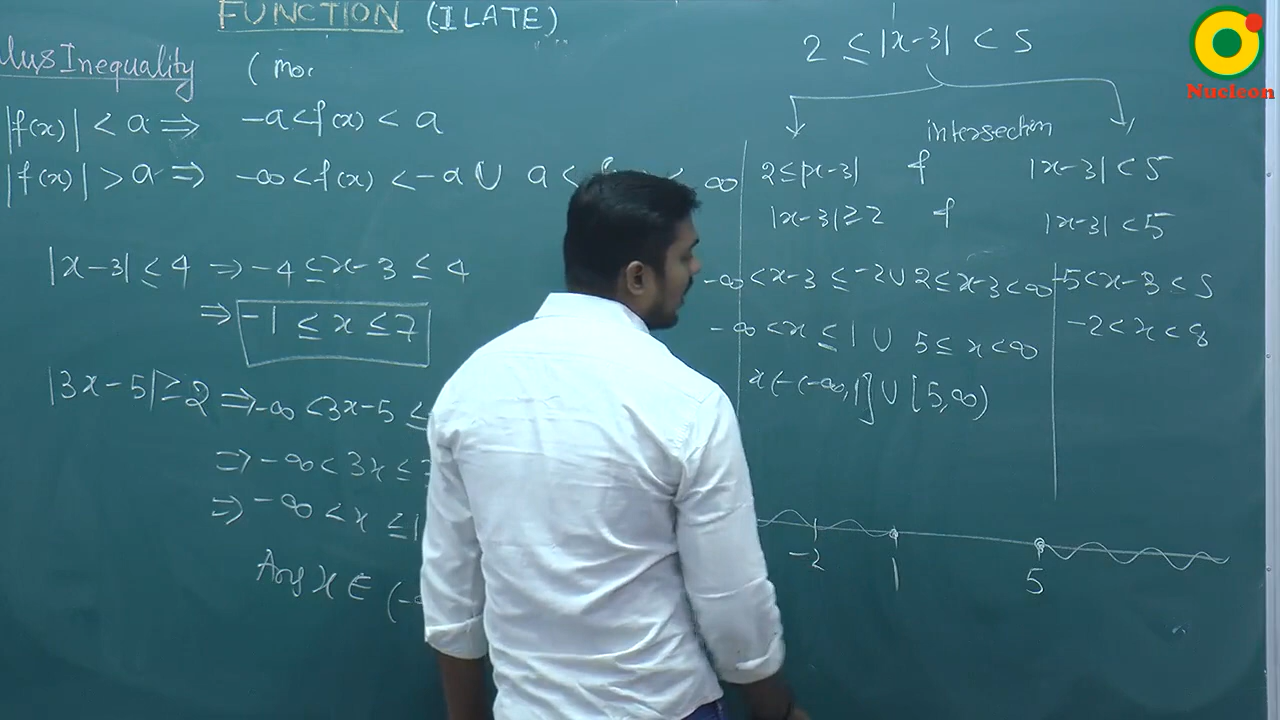 FUNCTION (ILATE)
lus Inequality (mo
|f(x)| < a ⇒ -a < f(x) < a
|f(x)| > a ⇒ -∞ < f(x) < -a ∪ a < ∞
|x-3| ≤ 4 ⇒ -4 ≤ x-3 ≤ 4
⇒ -1 ≤ x ≤ 7
|3x-5| ≥ 2 ⇒ -∞ < 3x-5 ≤
⇒ -∞ < 3x ≤
⇒ -∞ < x ≤ 1
Ans x ∈ (-∞
2 ≤ |x-3| < 5
intersection
2 ≤ |x-3| & |x-3| < 5
|x-3| ≥ 2 & |x-3| < 5
-∞ < x-3 ≤ -2 ∪ 2 ≤ x-3 < ∞
-∞ < x ≤ 1 ∪ 5 ≤ x < ∞
x ∈ (-∞, 1] ∪ [5, ∞)
-5 < x-3 < 5
-2 < x < 8
-2 1 5
Nucleon